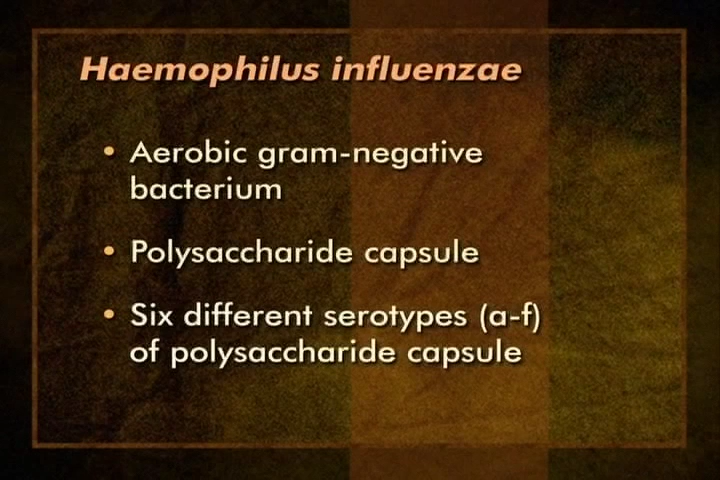 Haemophilus influenzae
• Aerobic gram-negative
bacterium
• Polysaccharide capsule
• Six different serotypes (a-f)
of polysaccharide capsule